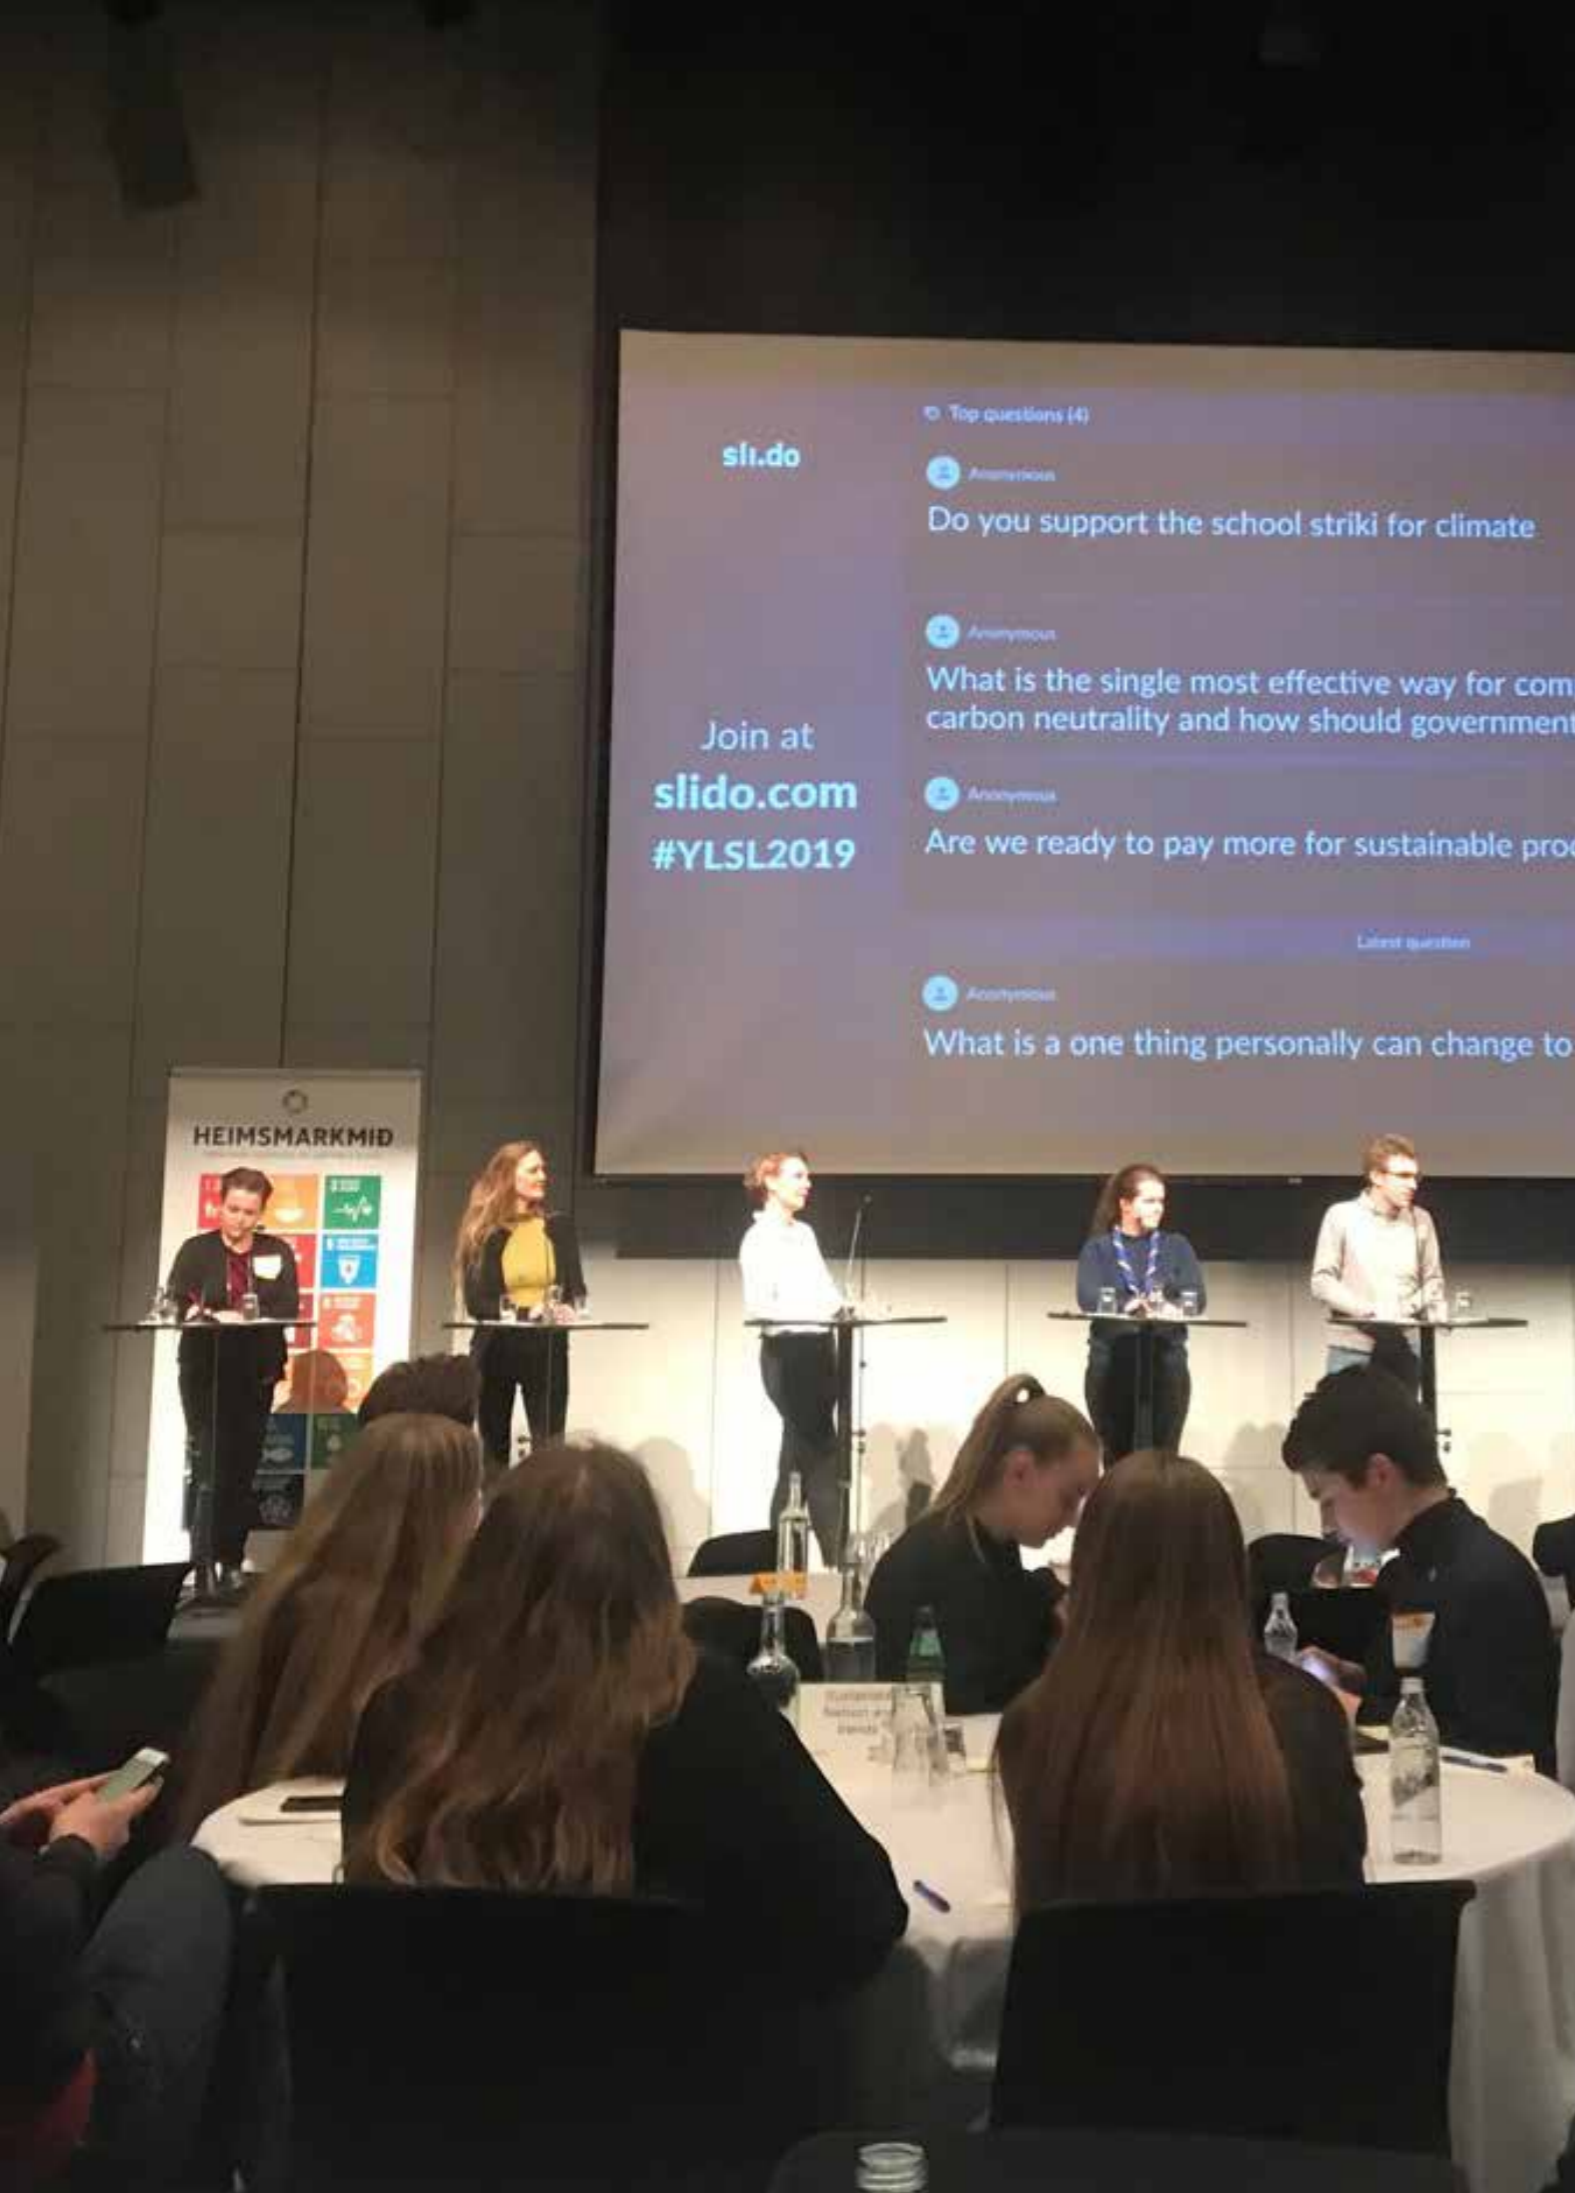 Top questions (4)
sli.do
Anonymous
Do you support the school striki for climate
Anonymous
What is the single most effective way for com
carbon neutrality and how should government
Join at
slido.com
#YLSL2019
Anonymous
Are we ready to pay more for sustainable prod
Latest question
Anonymous
What is a one thing personally can change to
HEIMSMARKMIÐ